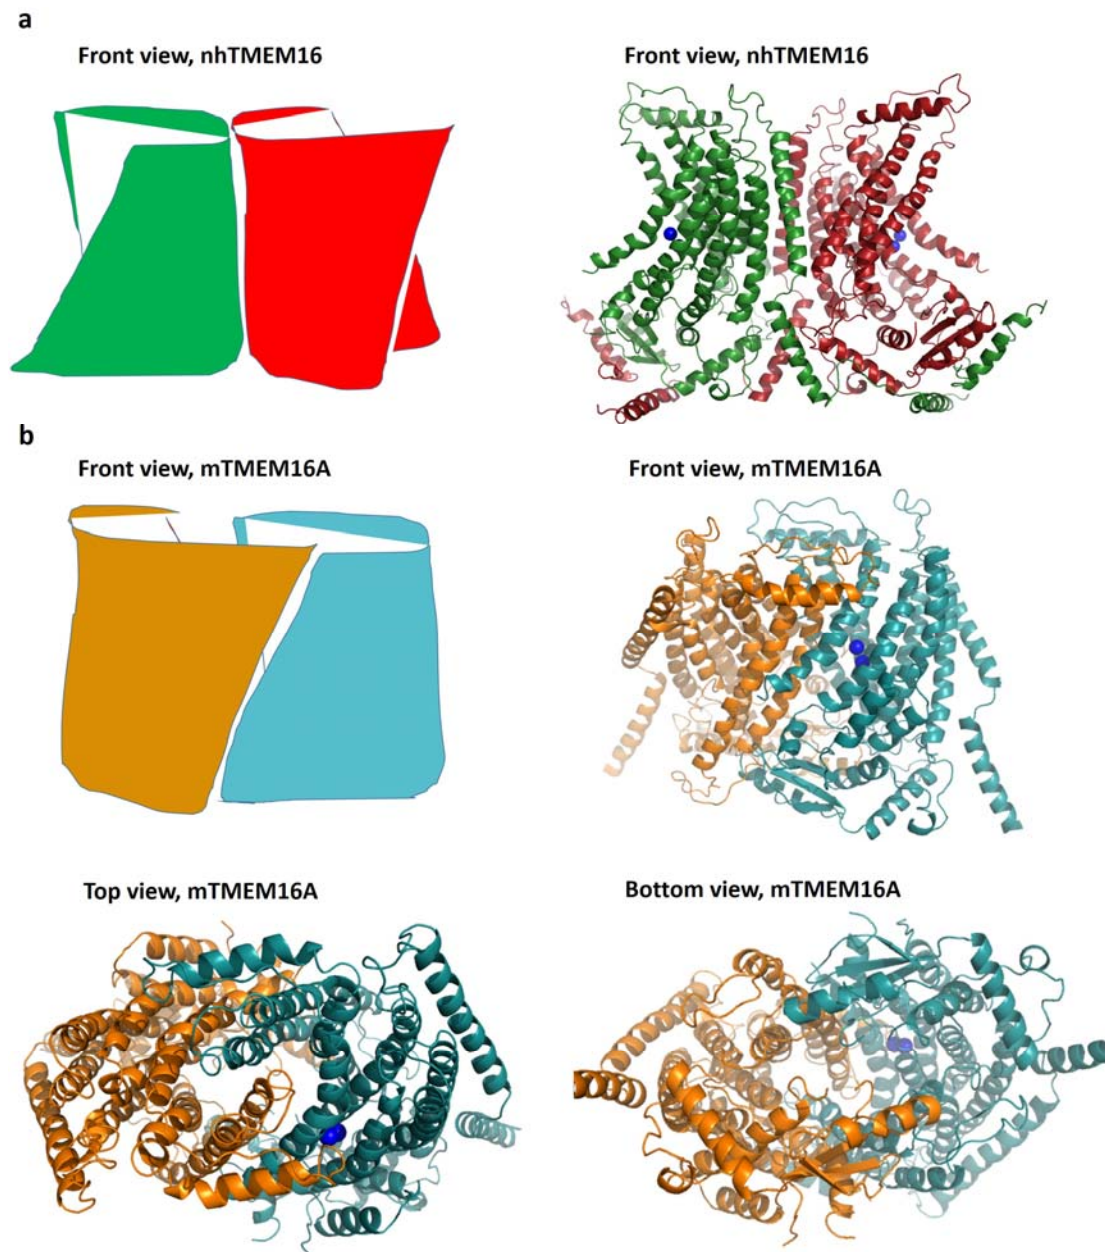 a
Front view, nhTMEM16
Front view, nhTMEM16
b
Front view, mTMEM16A
Front view, mTMEM16A
Top view, mTMEM16A
Bottom view, mTMEM16A